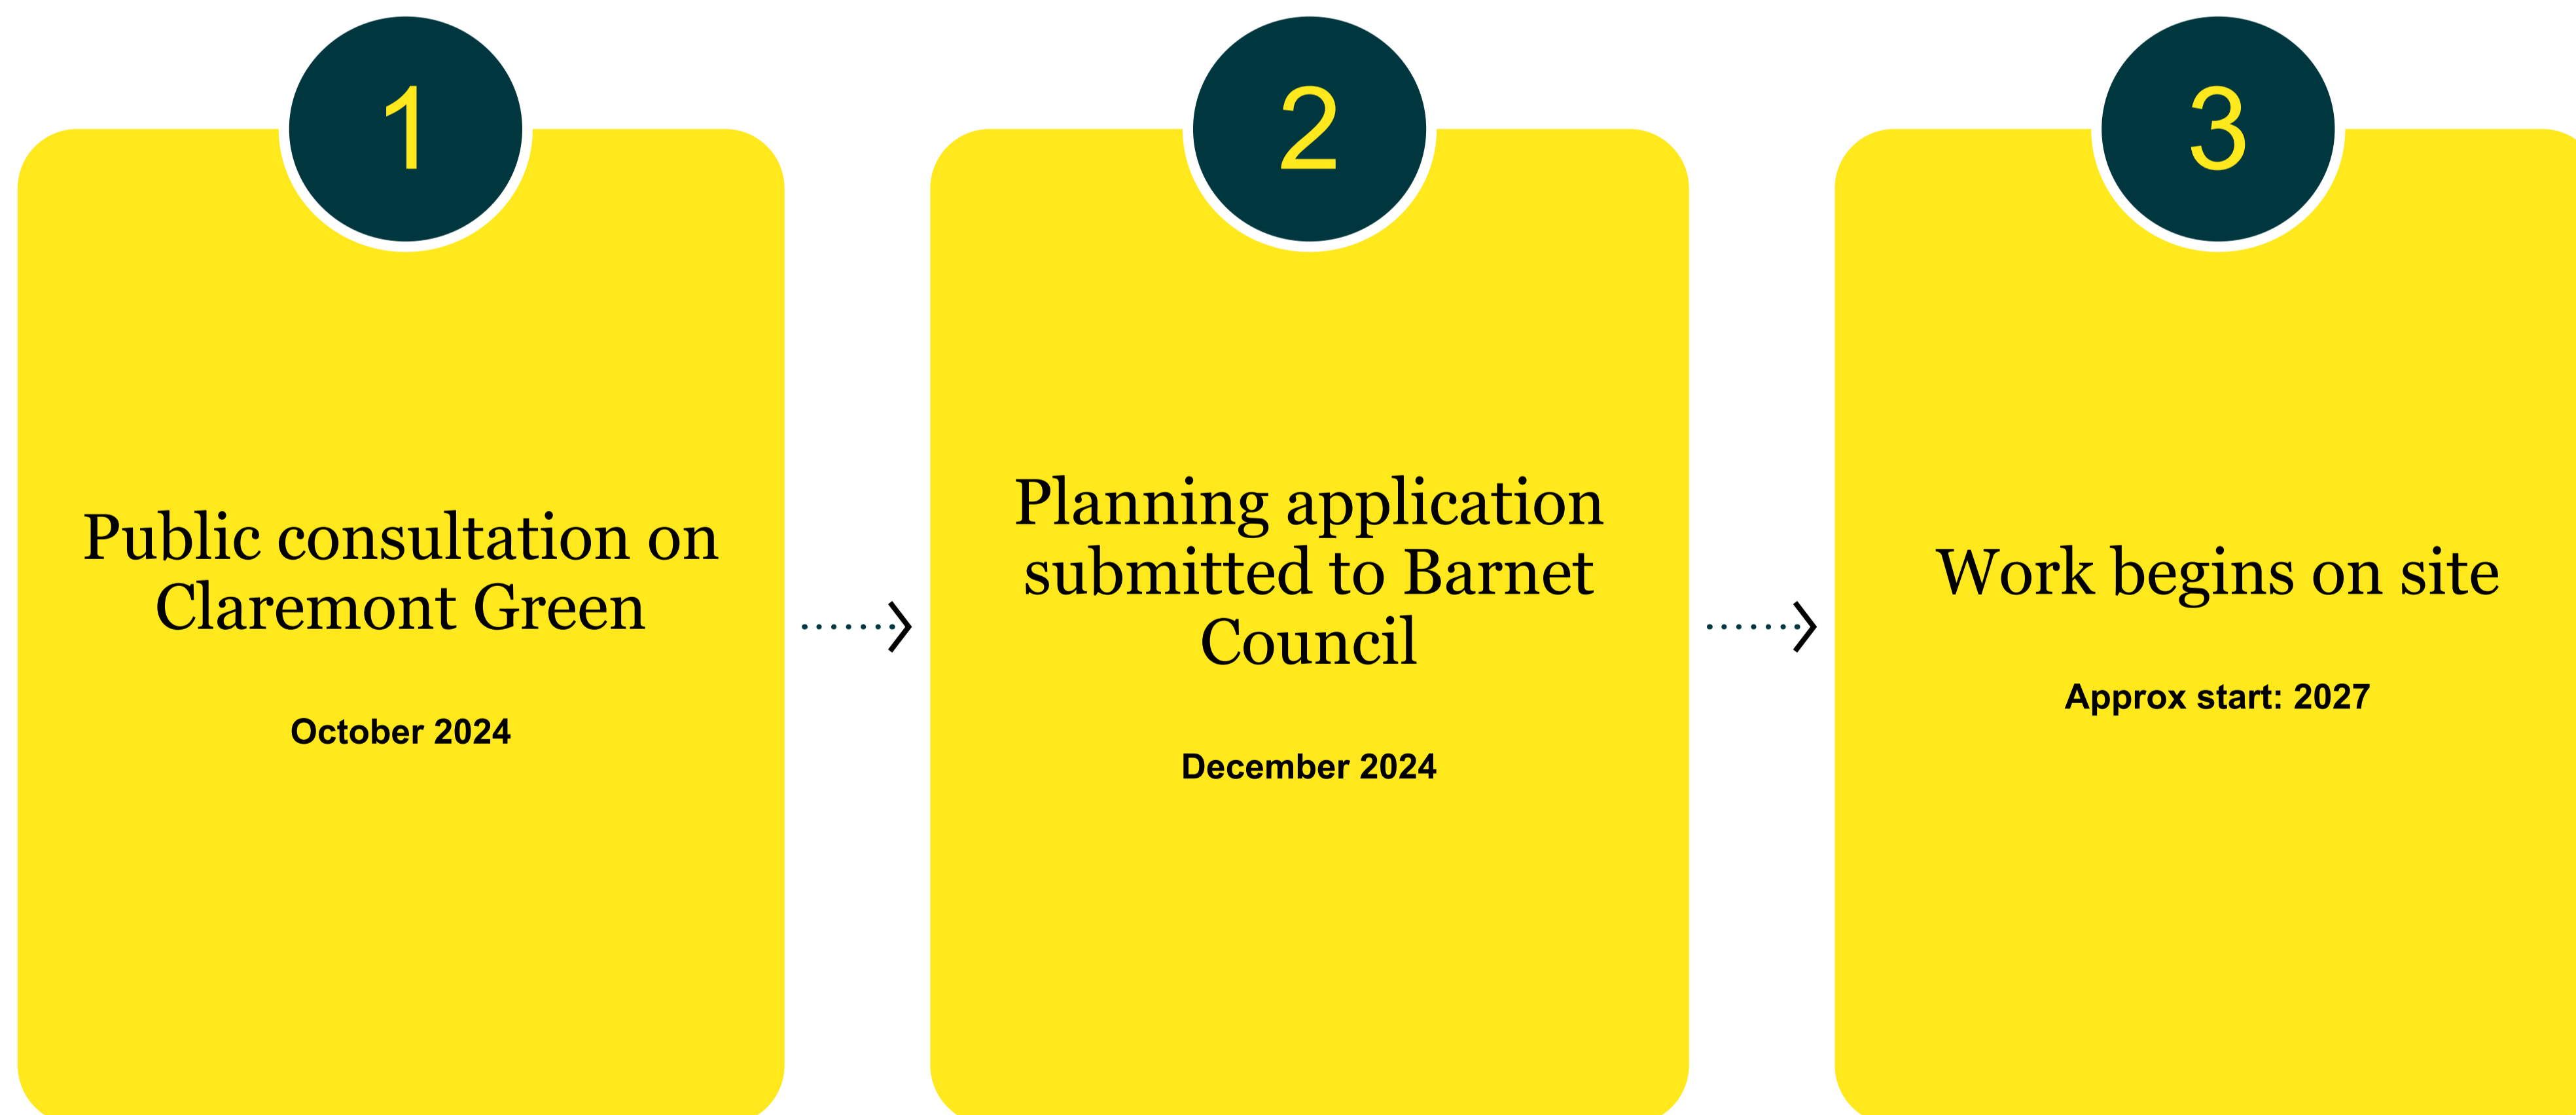 1
Public consultation on
Claremont Green
October 2024
2
Planning application
submitted to Barnet
Council
December 2024
3
Work begins on site
Approx start: 2027